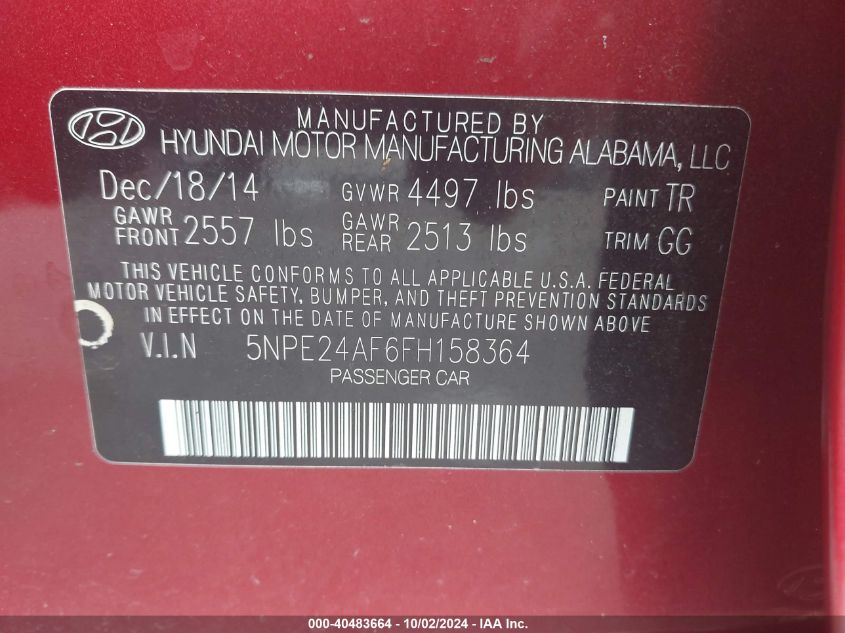 MANUFACTURED BY
HYUNDAI MOTOR MANUFACTURING ALABAMA, LLC
Dec/18/14 GVWR 4497 lbs PAINT TR
GAWR FRONT 2557 lbs GAWR REAR 2513 lbs TRIM GG
THIS VEHICLE CONFORMS TO ALL APPLICABLE U.S.A. FEDERAL
MOTOR VEHICLE SAFETY, BUMPER, AND THEFT PREVENTION STANDARDS
IN EFFECT ON THE DATE OF MANUFACTURE SHOWN ABOVE.
V.I.N 5NPE24AF6FH158364
PASSENGER CAR
000-40483664 - 10/02/2024 - IAA Inc.